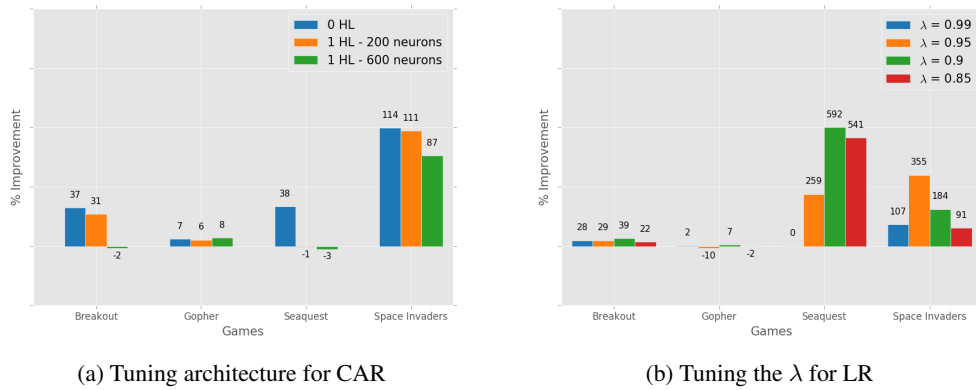 0 HL
1 HL - 200 neurons
1 HL - 600 neurons
% Improvement
37
31
-2
7
6
8
38
-1
-3
114
111
87
Breakout
Gopher
Seaquest
Space Invaders
Games
(a) Tuning architecture for CAR
λ = 0.99
λ = 0.95
λ = 0.9
λ = 0.85
% Improvement
28
29
39
22
2
-10
7
-2
0
259
592
541
107
355
184
91
Breakout
Gopher
Seaquest
Space Invaders
Games
(b) Tuning the λ for LR